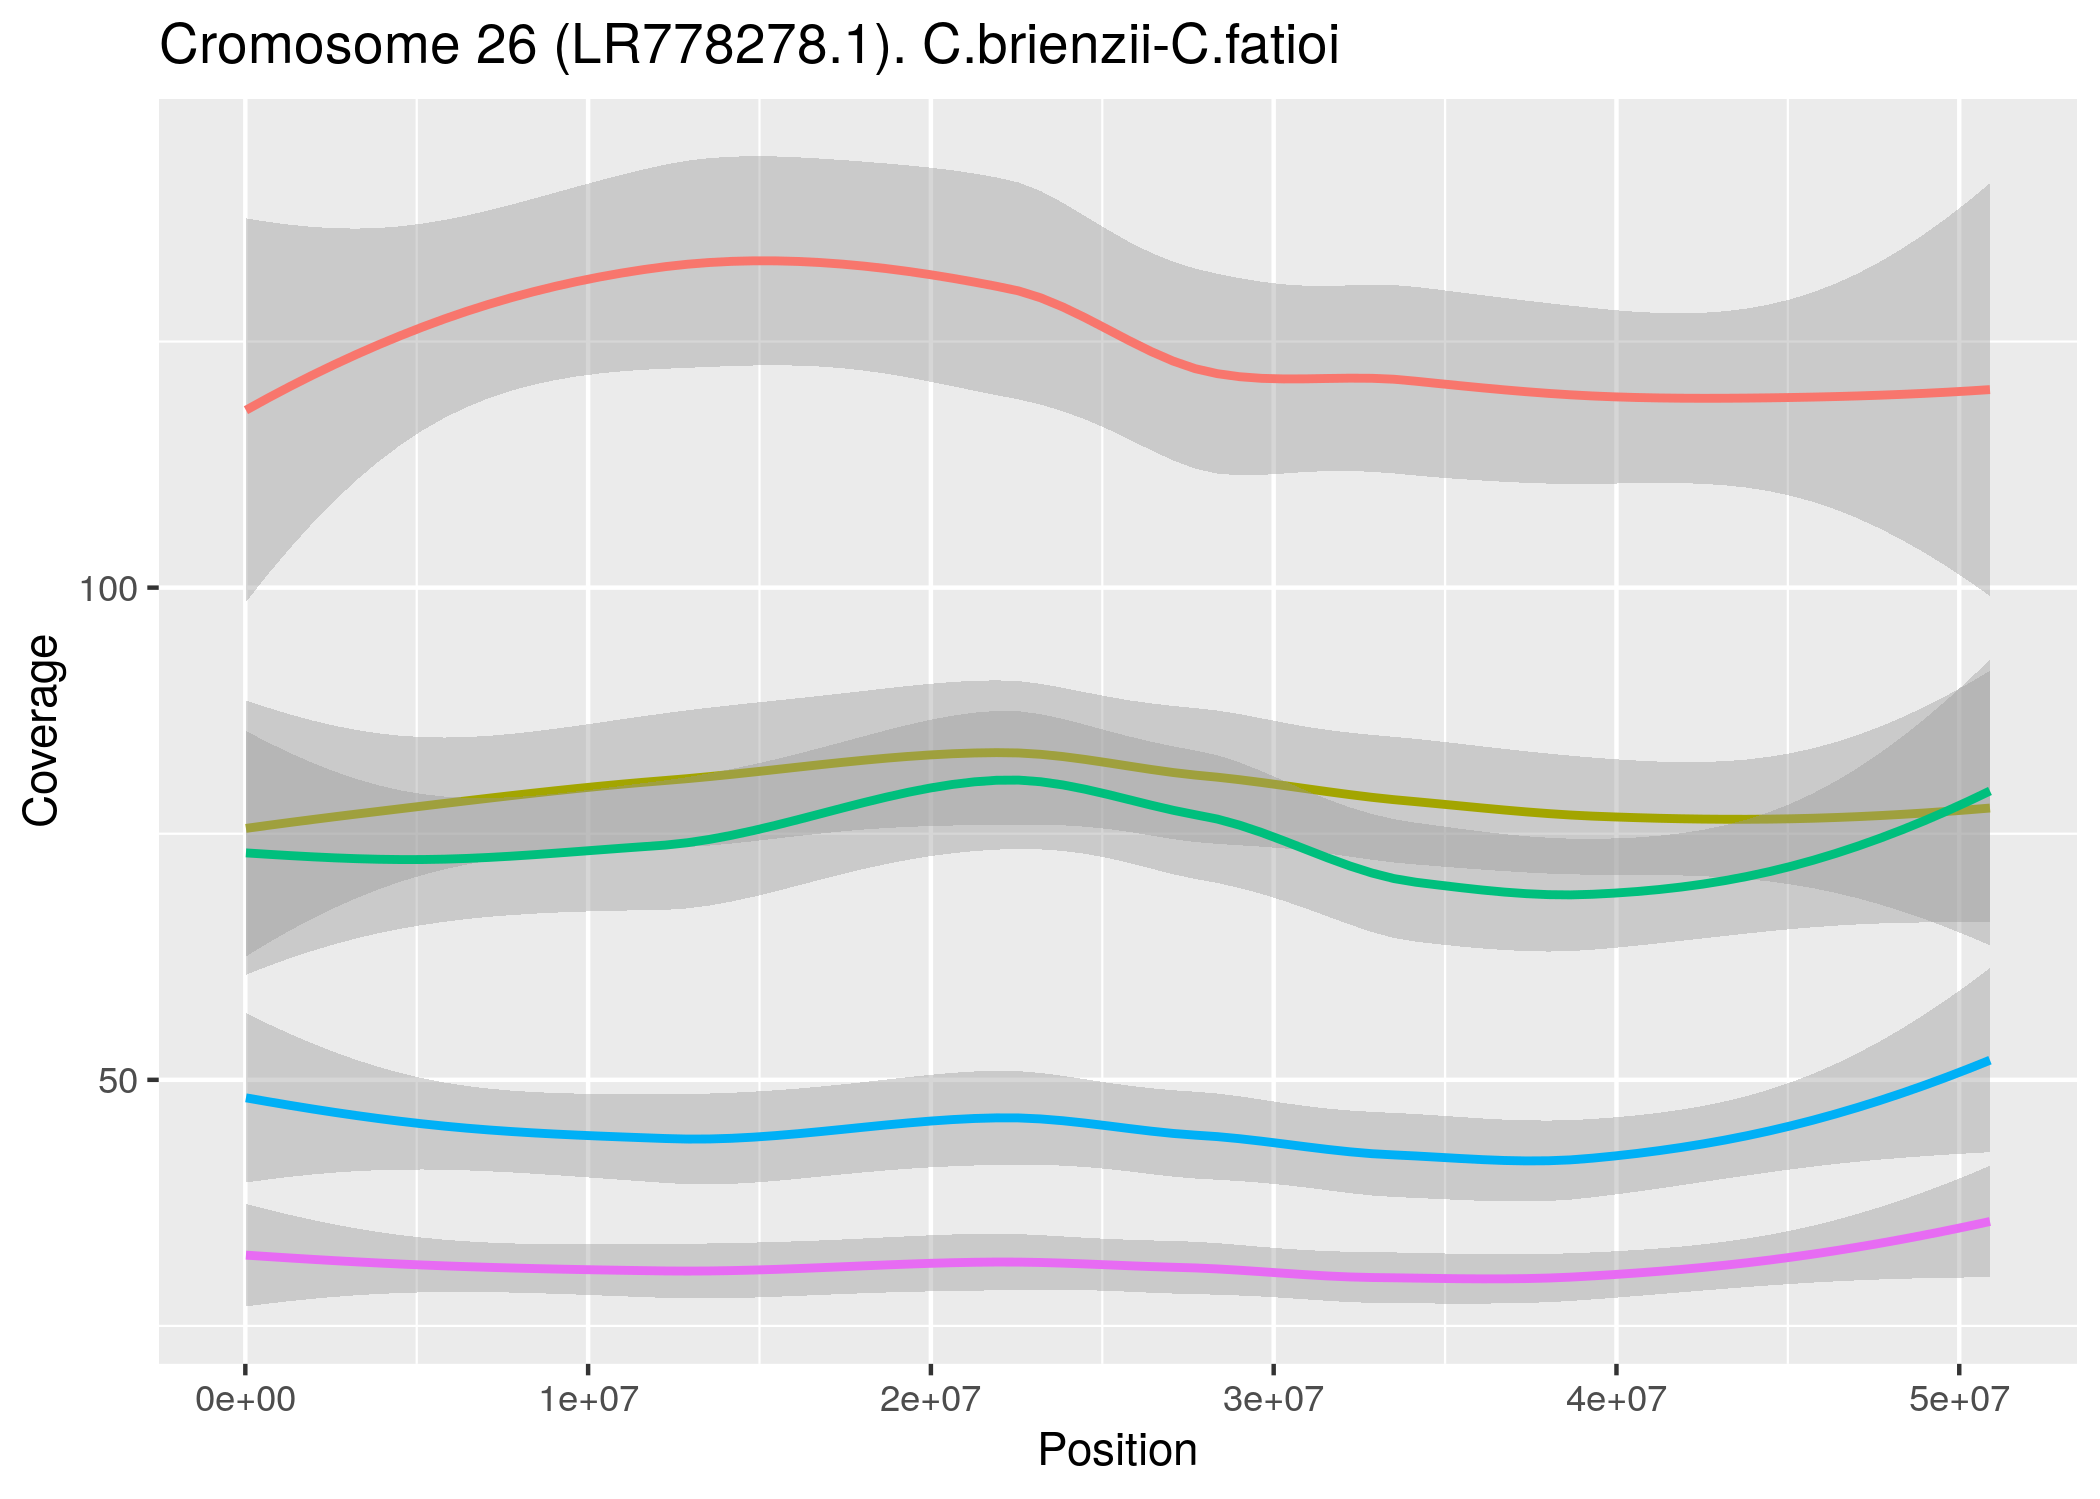 Cromosome 26 (LR778278.1). C.brienzii-C.fatioi
100
50
Coverage
0e+00 1e+07 2e+07 3e+07 4e+07 5e+07
Position